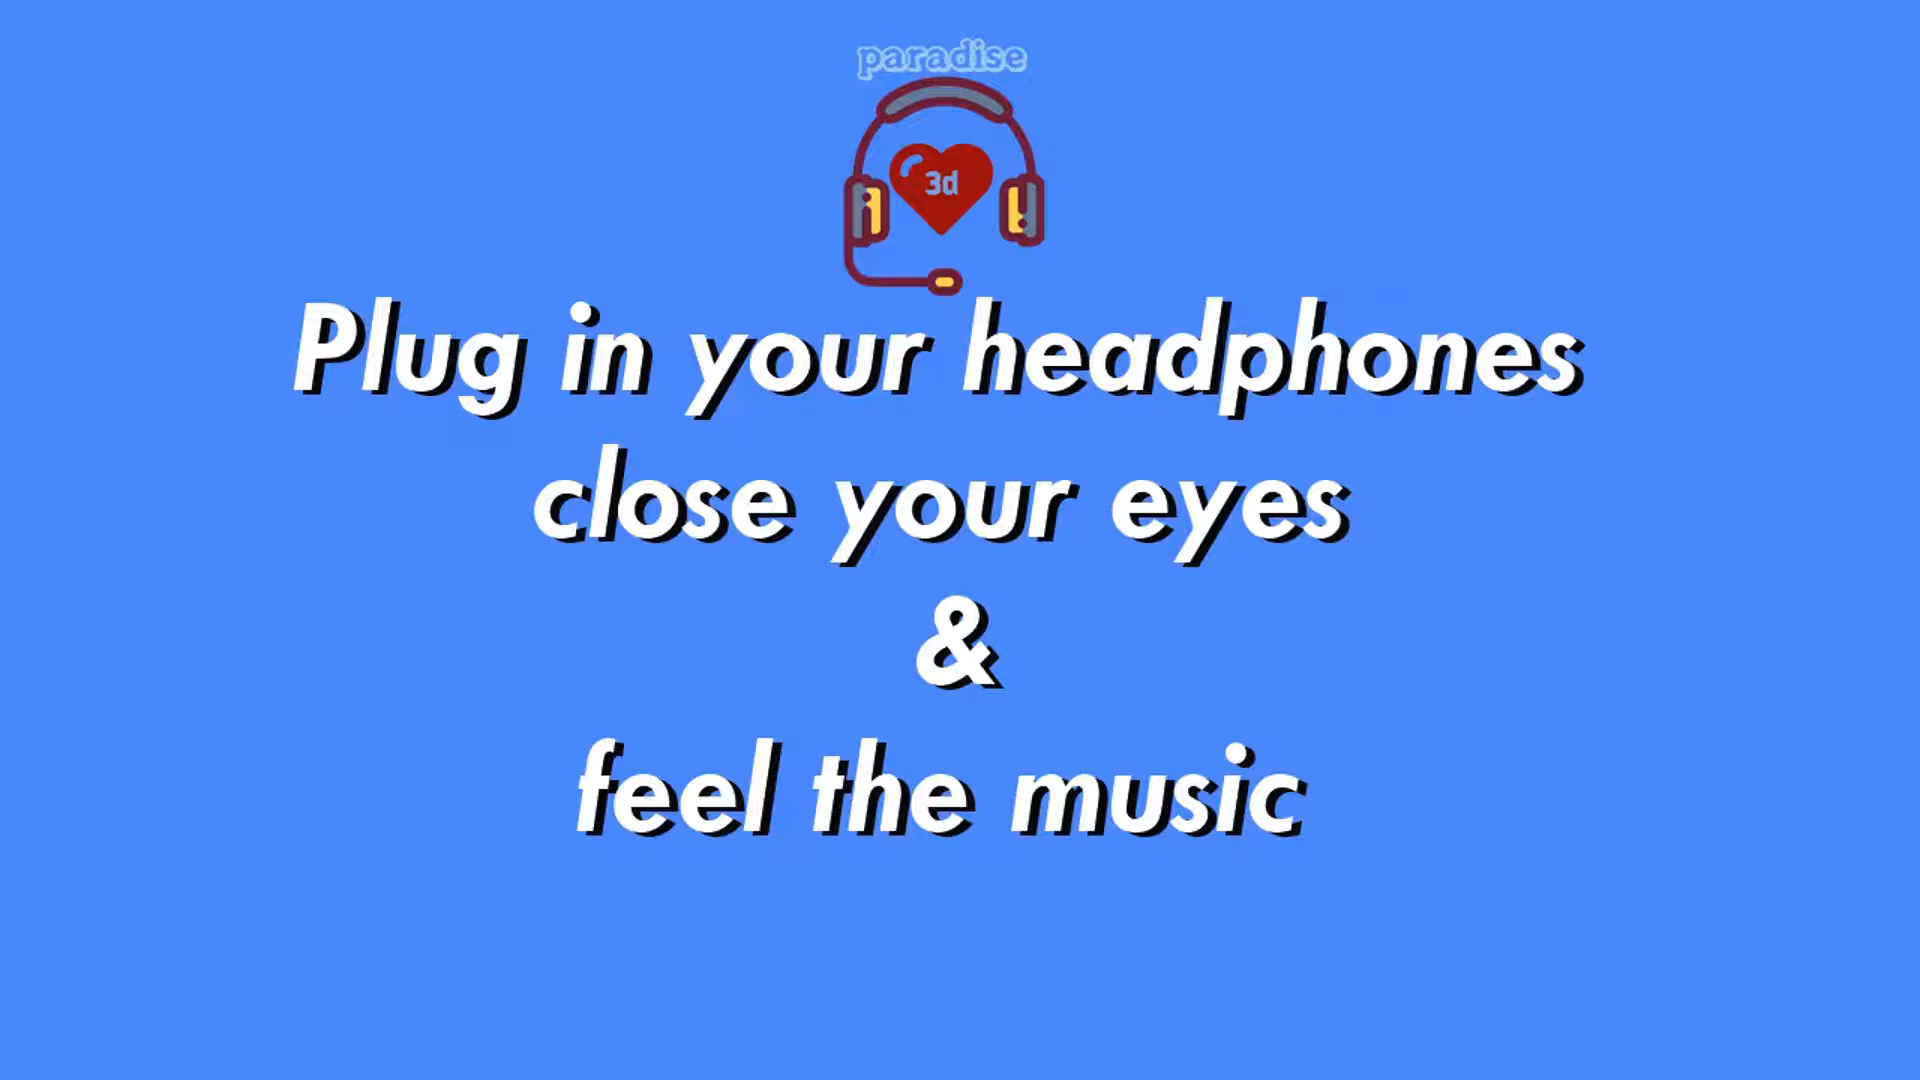 paradise
3d
Plug in your headphones
close your eyes
&
feel the music